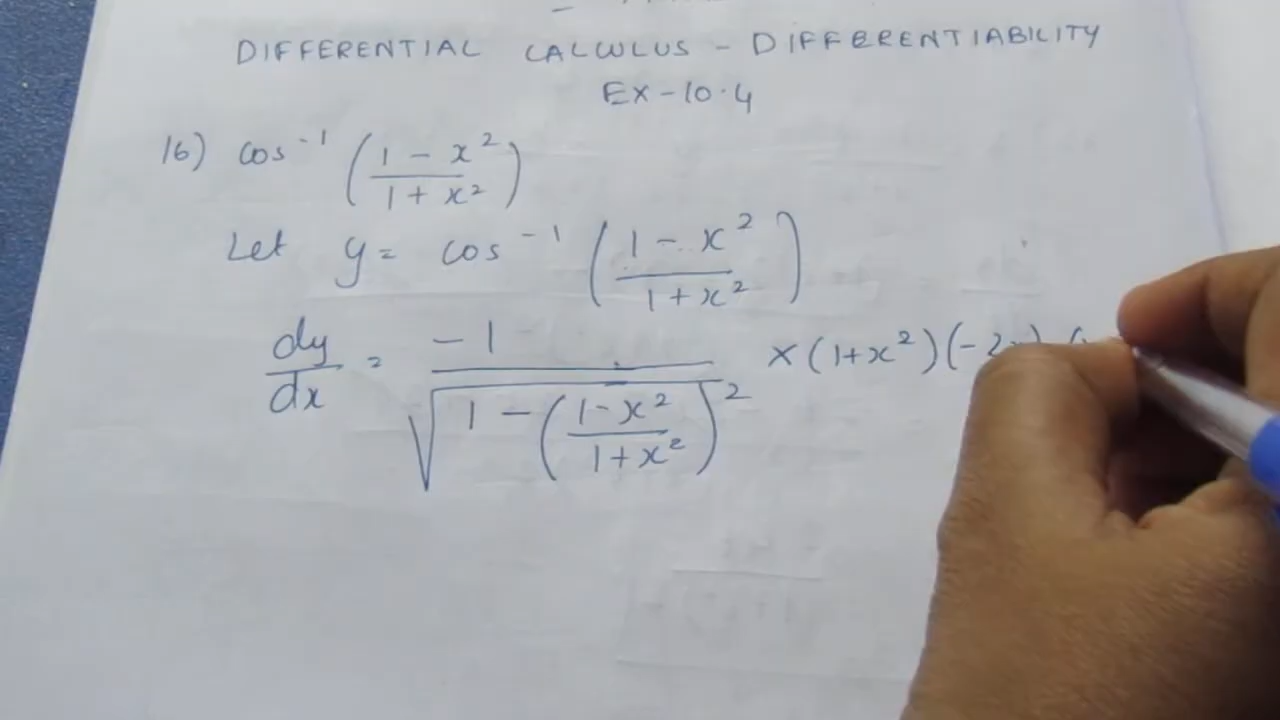 DIFFERENTIAL CALCULUS - DIFFERENTIABILITY
EX-10.4
16) cos⁻¹ ((1 - x²)/(1 + x²))
Let y = cos⁻¹ ((1 - x²)/(1 + x²))
dy/dx = -1/√(1 - ((1 - x²)/(1 + x²))²) × (1+x²)(-2